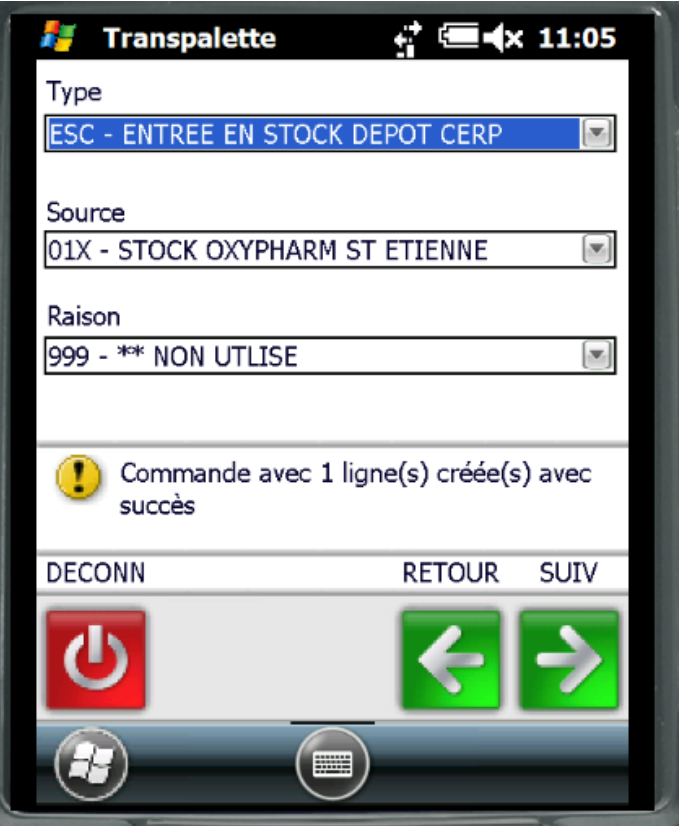 Transpalette 11:05
Type
ESC - ENTREE EN STOCK DEPOT CERP
Source
01X - STOCK OXYPHARM ST ETIENNE
Raison
999 - ** NON UTLISE
Commande avec 1 ligne(s) créée(s) avec
succès
DECONN RETOUR SUIV